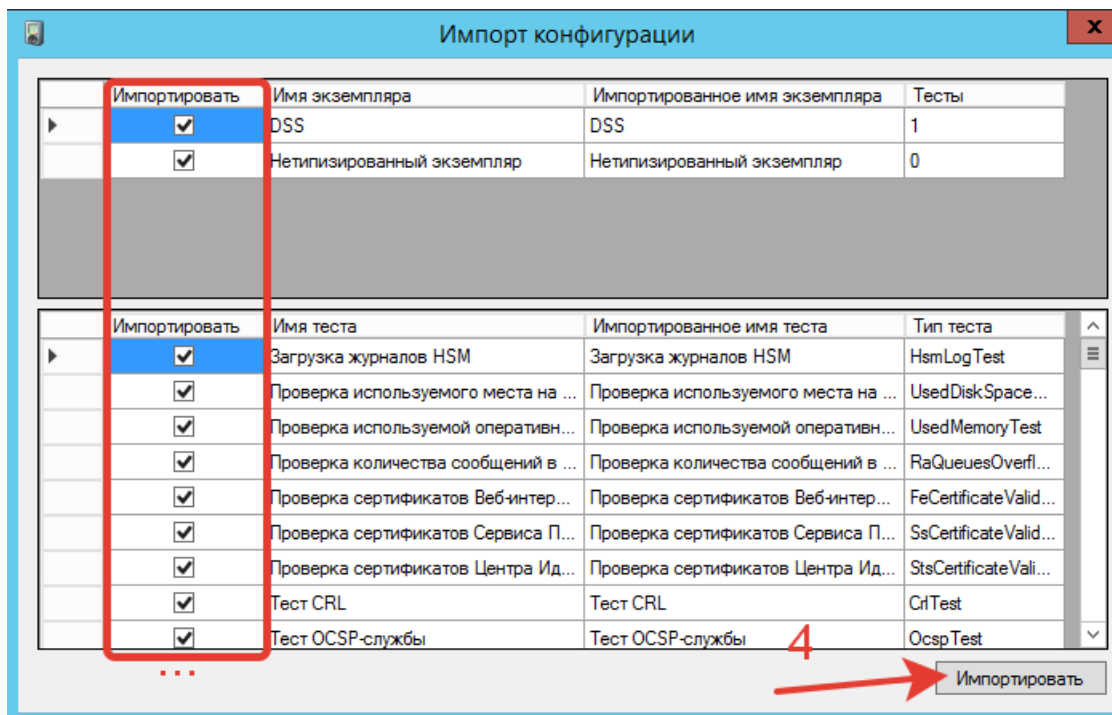 Импорт конфигурации
x
Импортировать Имя экземпляра Импортированное имя экземпляра Тесты
DSS DSS 1
Нетипизированный экземпляр Нетипизированный экземпляр 0
Импортировать Имя теста Импортированное имя теста Тип теста
Загрузка журналов HSM Загрузка журналов HSM HsmLogTest
Проверка используемого места на ... Проверка используемого места на ... UsedDiskSpace...
Проверка используемой оперативн... Проверка используемой оперативн... UsedMemoryTest
Проверка количества сообщений в ... Проверка количества сообщений в ... RaQueuesOverfl...
Проверка сертификатов Веб-интер... Проверка сертификатов Веб-интер... FeCertificateValid...
Проверка сертификатов Сервиса П... Проверка сертификатов Сервиса П... SsCertificateValid...
Проверка сертификатов Центра Ид... Проверка сертификатов Центра Ид... StsCertificateVali...
Тест CRL Тест CRL CrlTest
Тест OCSP-службы Тест OCSP-службы OcspTest
4
...
Импортировать